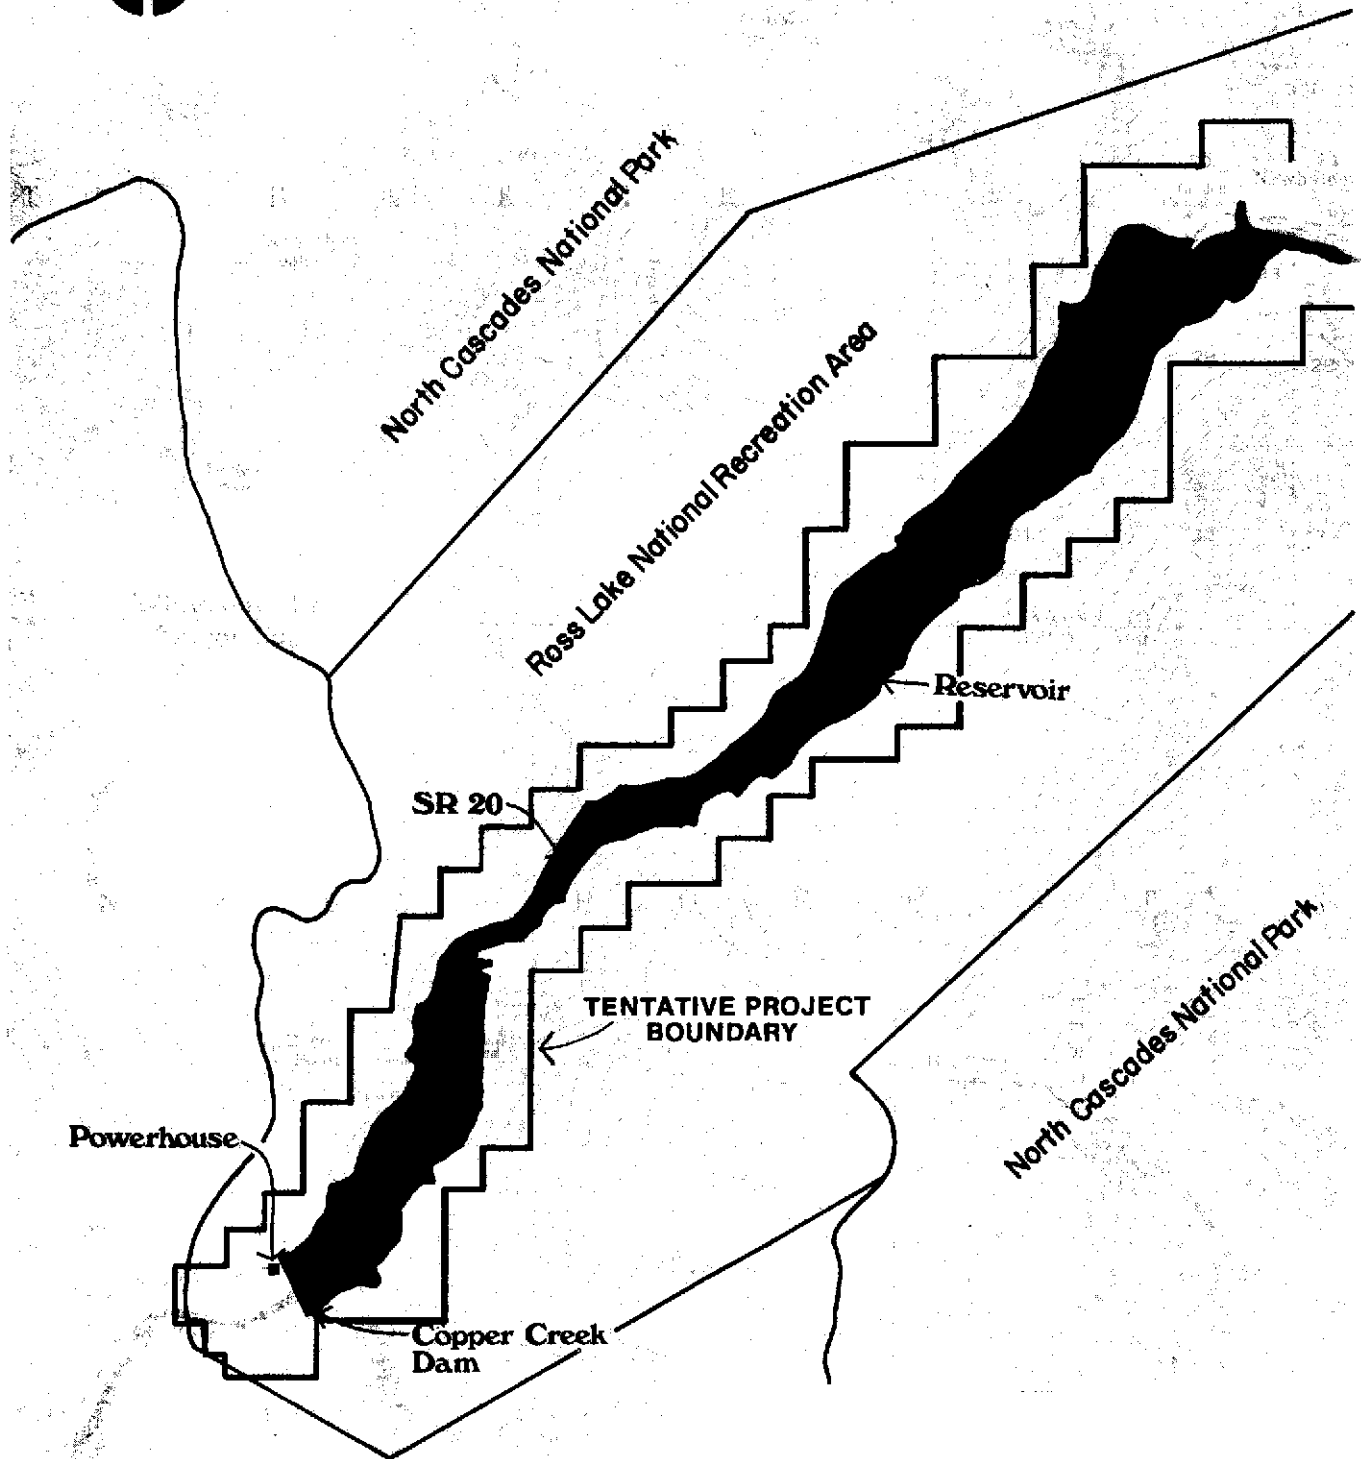 North Cascades National Park
Ross Lake National Recreation Area
Reservoir
SR 20
TENTATIVE PROJECT
BOUNDARY
North Cascades National Park
Powerhouse
Copper Creek
Dam